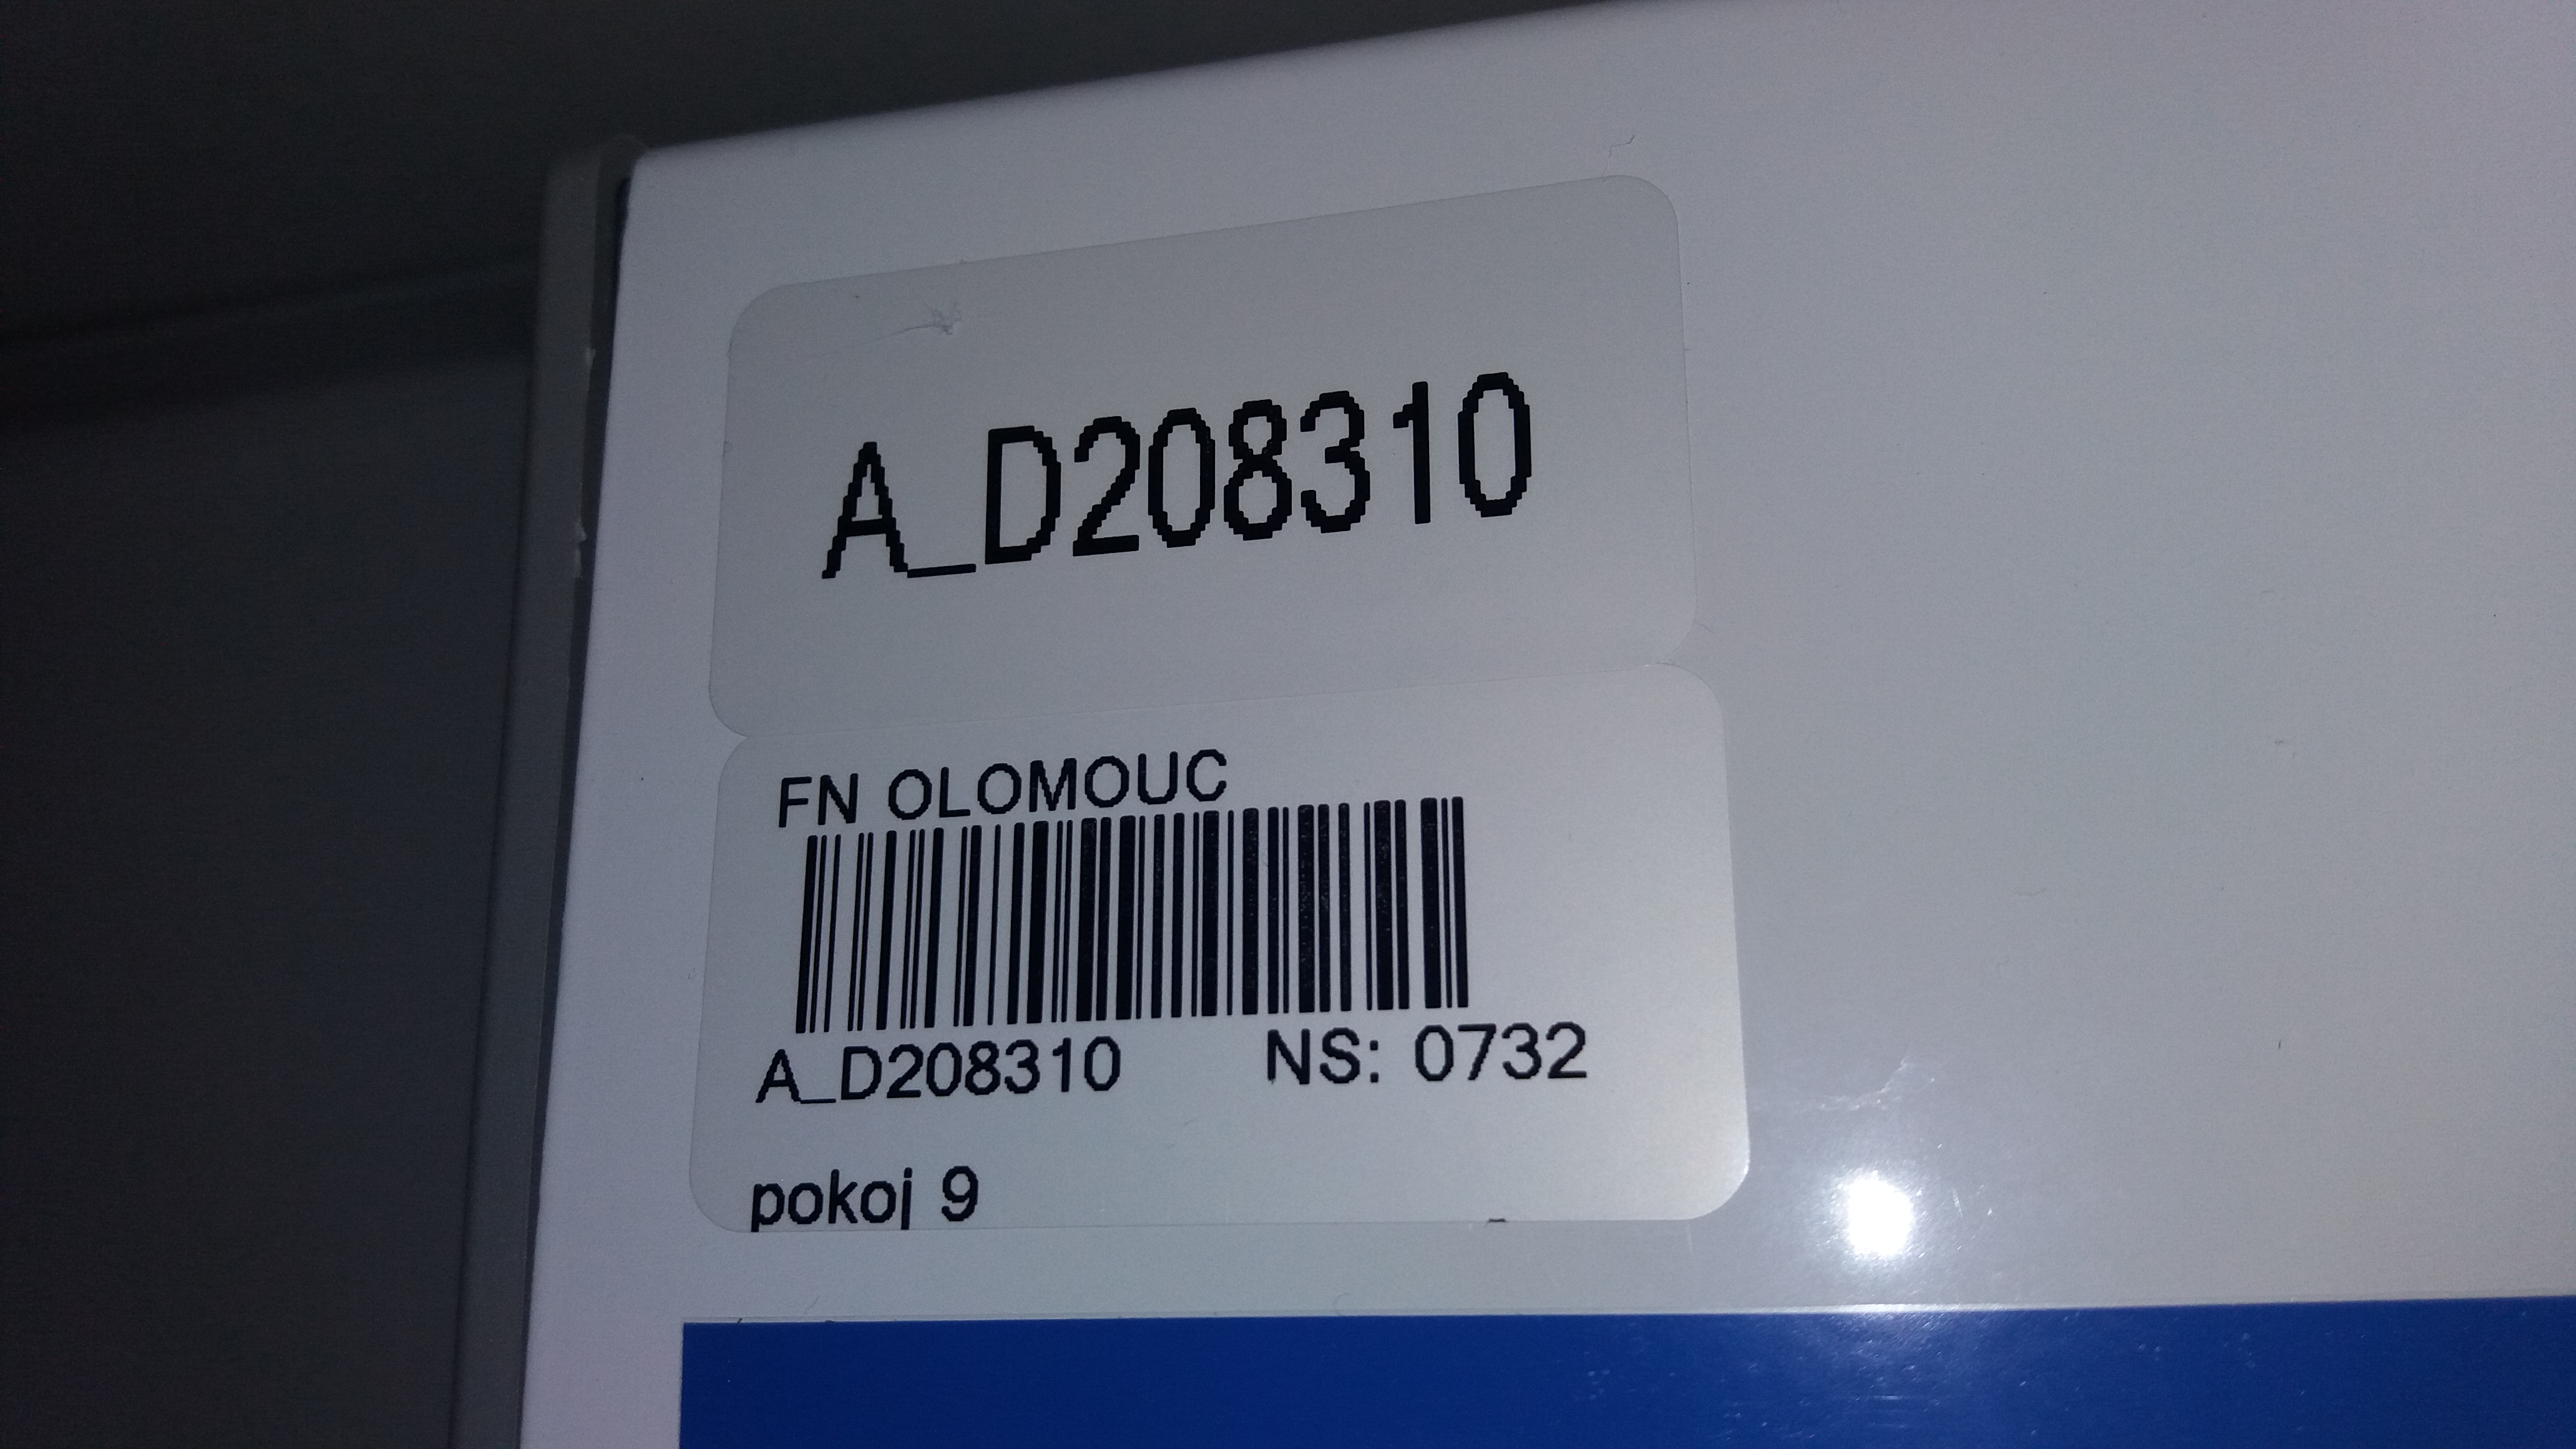 A_D208310
FN OLOMOUC
A_D208310 NS: 0732
pokoj 9